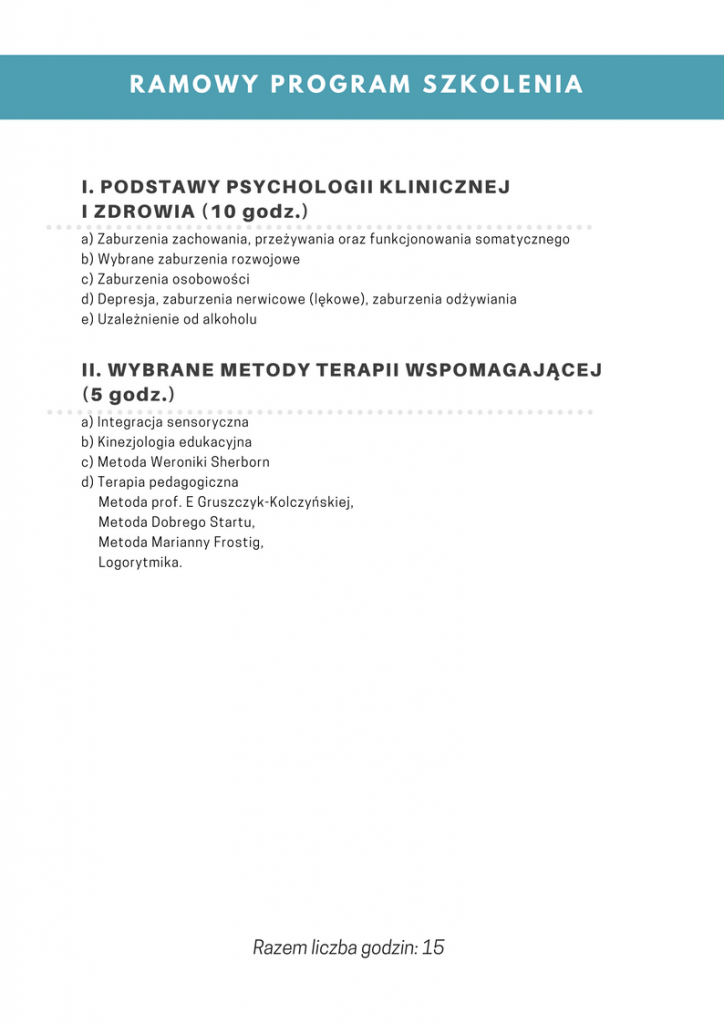 RAMOWY PROGRAM SZKOLENIA
I. PODSTAWY PSYCHOLOGII KLINICZNEJ
I ZDROWIA (10 godz.)
a) Zaburzenia zachowania, przeżywania oraz funkcjonowania somatycznego
b) Wybrane zaburzenia rozwojowe
c) Zaburzenia osobowości
d) Depresja, zaburzenia nerwicowe (lękowe), zaburzenia odżywiania
e) Uzależnienie od alkoholu
II. WYBRANE METODY TERAPII WSPOMAGAJĄCEJ
(5 godz.)
a) Integracja sensoryczna
b) Kinezjologia edukacyjna
c) Metoda Weroniki Sherborn
d) Terapia pedagogiczna
Metoda prof. E Gruszczyk-Kolczyńskiej,
Metoda Dobrego Startu,
Metoda Marianny Frostig,
Logorytmika.
Razem liczba godzin: 15